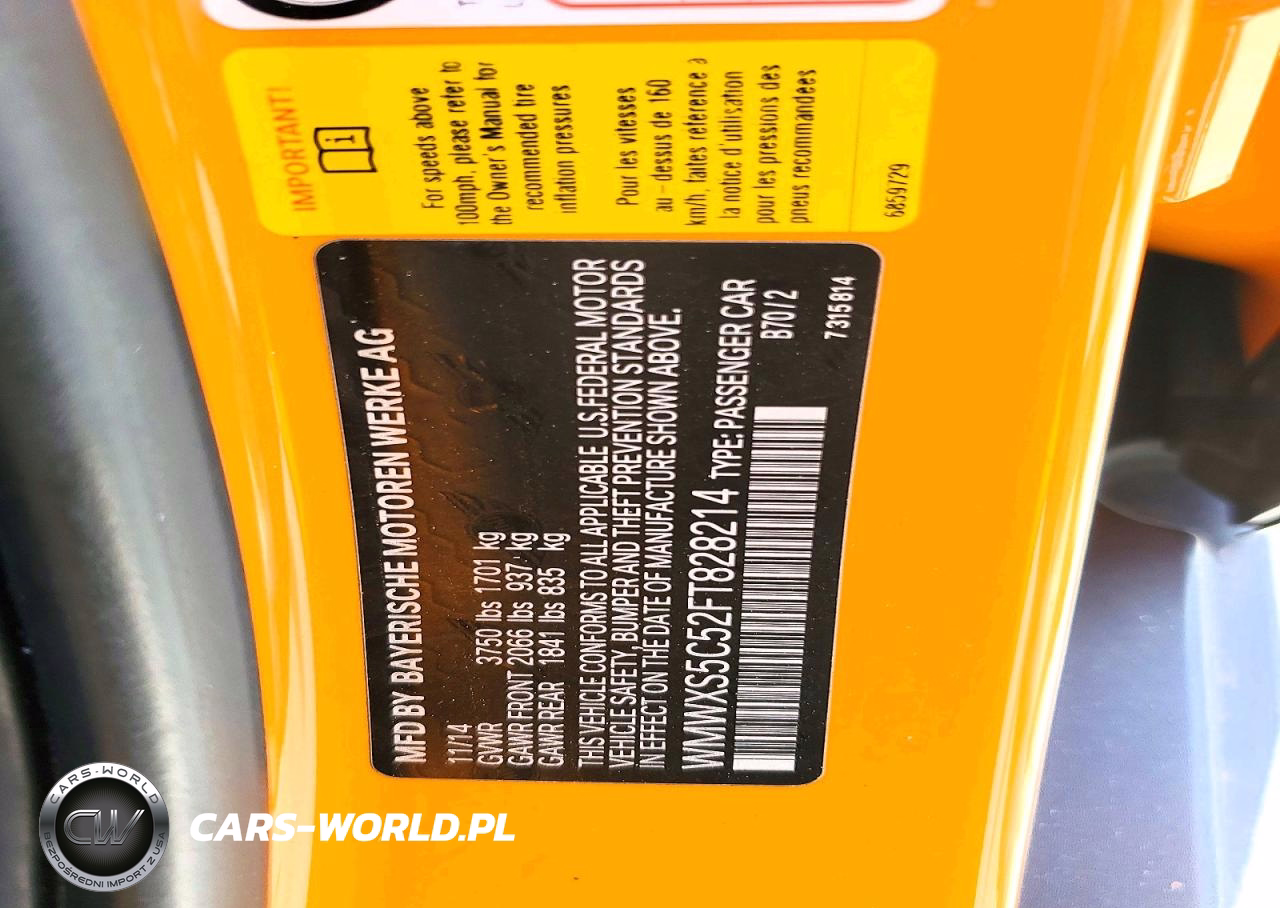 IMPORTANT!
For speeds above
100mph, please refer to
the Owner's Manual for
recommended tire
inflation pressures
Pour les vitesses
au - dessus de 160
km/h, faites référence a
la notice d'utilisation
pour les pressions des
pneus recommandees
6859729
MFD BY BAYERISCHE MOTOREN WERKE AG
11/14
GVWR 3750 lbs 1701 kg
GAWR FRONT 2066 lbs 937 kg
GAWR REAR 1841 lbs 835 kg
THIS VEHICLE CONFORMS TO ALL APPLICABLE U.S. FEDERAL MOTOR
VEHICLE SAFETY, BUMPER AND THEFT PREVENTION STANDARDS
IN EFFECT ON THE DATE OF MANUFACTURE SHOWN ABOVE.
WMWXS5C52FT828214 TYPE: PASSENGER CAR
B70 / 2
7315814
CARS-WORLD
CW
BEZPOŚREDNI IMPORT Z USA
CARS-WORLD.PL